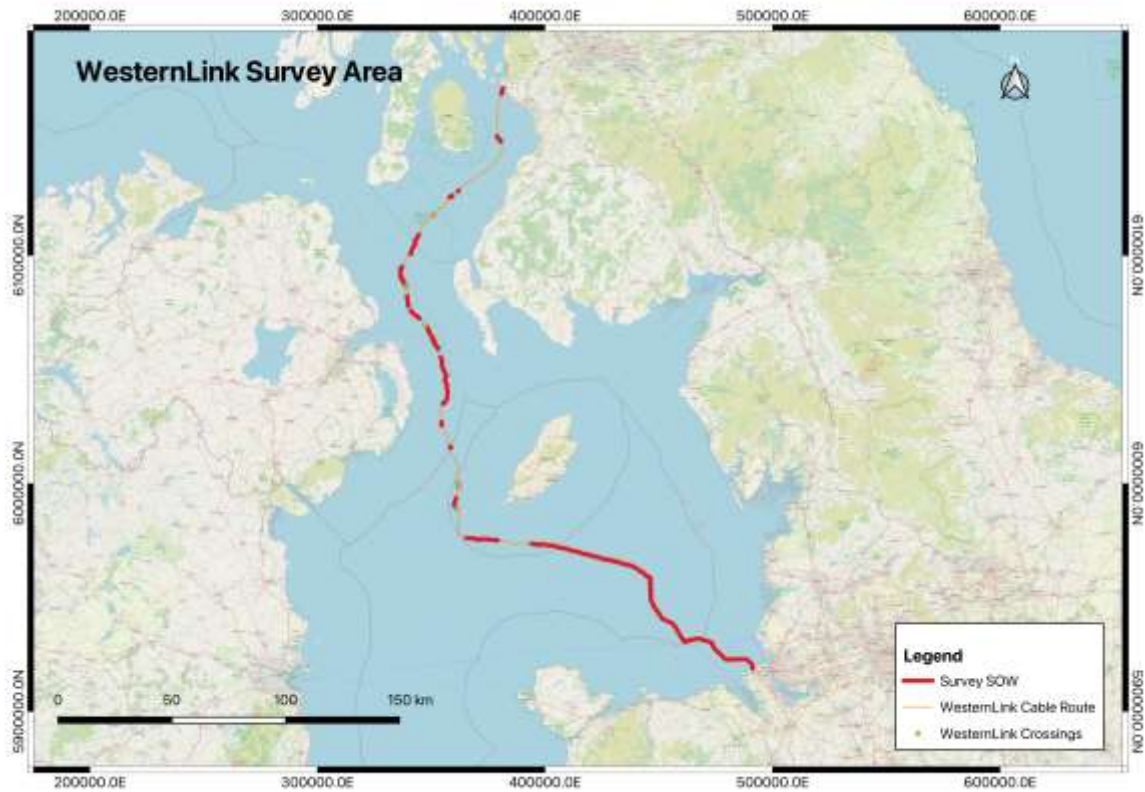 200000.0E 300000.0E 400000.0E 500000.0E 600000.0E
WesternLink Survey Area
6100000.0N 6100000.0N
6000000.0N 6000000.0N
5900000.0N 5900000.0N
0 50 100 150 km
Legend
Survey SOW
WesternLink Cable Route
WesternLink Crossings
200000.0E 300000.0E 400000.0E 500000.0E 600000.0E